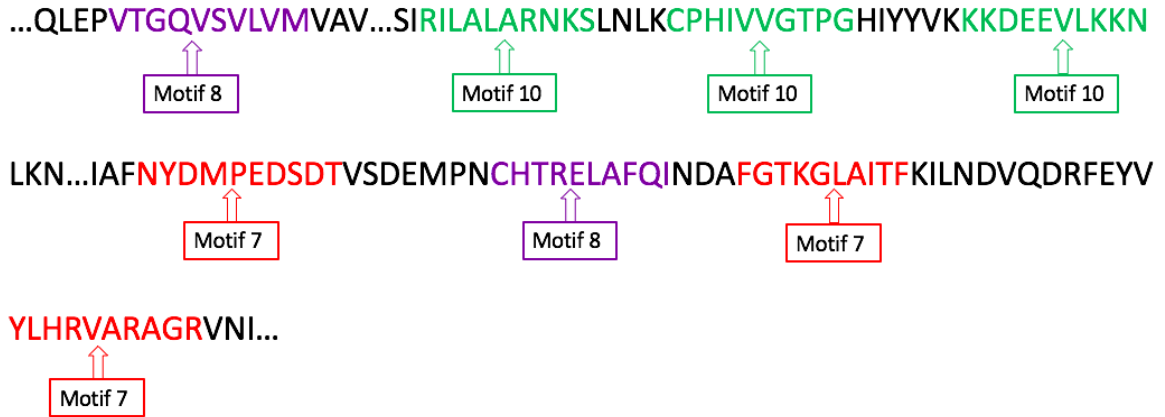 ...QLEPVTGQVSVLVMVAV...SIRILALARNKSLNLKCPHIVVGTPGHIYYVKKKDEEVLKKN
Motif 8 Motif 10 Motif 10 Motif 10
LKN...IAFNYDMPEDSDTVSDEMPNCHTRELAFQINDAFGTKGLAITFKILNDVQDRFEYV
Motif 7 Motif 8 Motif 7
YLHRVARAGRVNI...
Motif 7